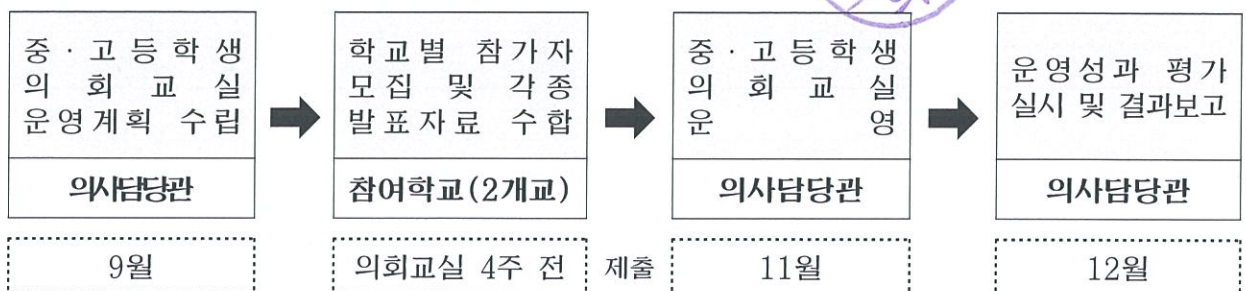 중 · 고등학생
의 회 교 실
운영계획 수립
의사담당관
9월
학교별 참가자
모집 및 각종
발표자료 수합
참여학교(2개교)
의회교실 4주 전
제출
중 · 고등학생
의 회 교 실
운 영
의사담당관
11월
운영성과 평가
실시 및 결과보고
의사담당관
12월